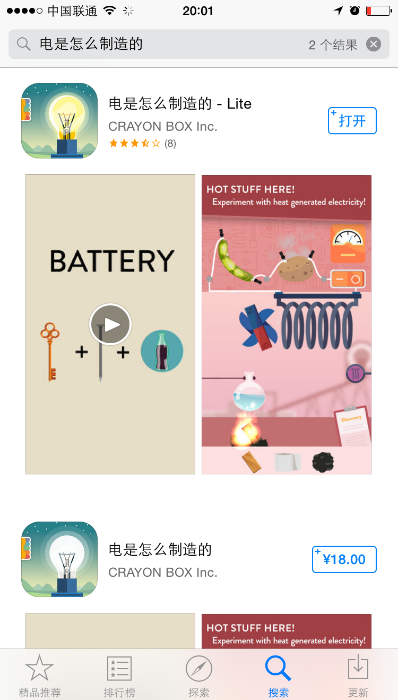 中国联通 20:01
电是怎么制造的 2 个结果
电是怎么制造的 - Lite
CRAYON BOX Inc.
(8)
+打开
BATTERY
+ +
HOT STUFF HERE!
Experiment with heat generated electricity!
Discovery
电是怎么制造的
CRAYON BOX Inc.
+¥18.00
HOT STUFF HERE!
Experiment with heat generated electricity!
精品推荐 排行榜 探索 搜索 更新